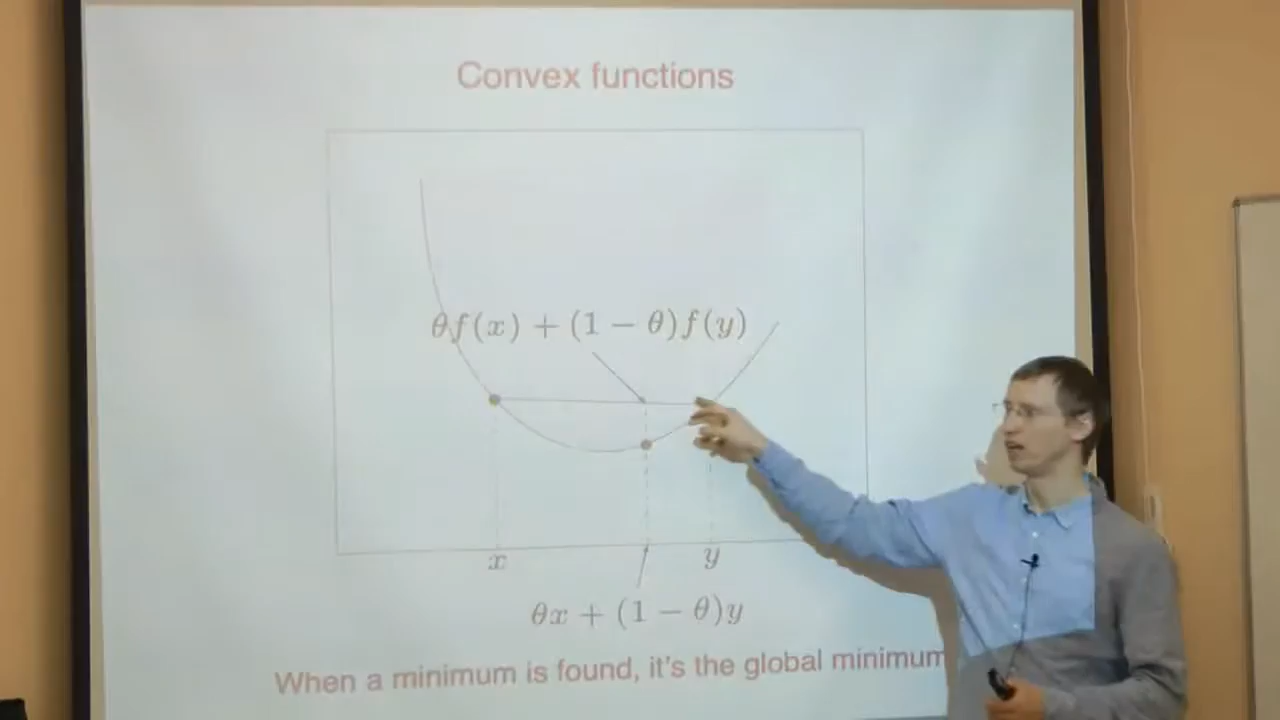 Convex functions
θf(x) + (1 − θ)f(y)
x y
θx + (1 − θ)y
When a minimum is found, it's the global minimum